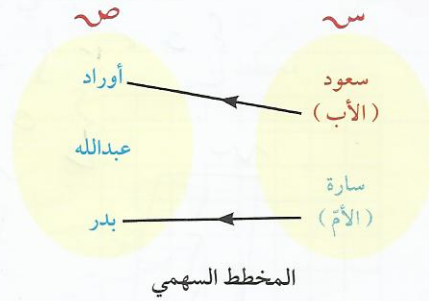 س
ص
سعود
(الأب)
سارة
(الأمّ)
أوراد
عبدالله
بدر
المخطط السهمي